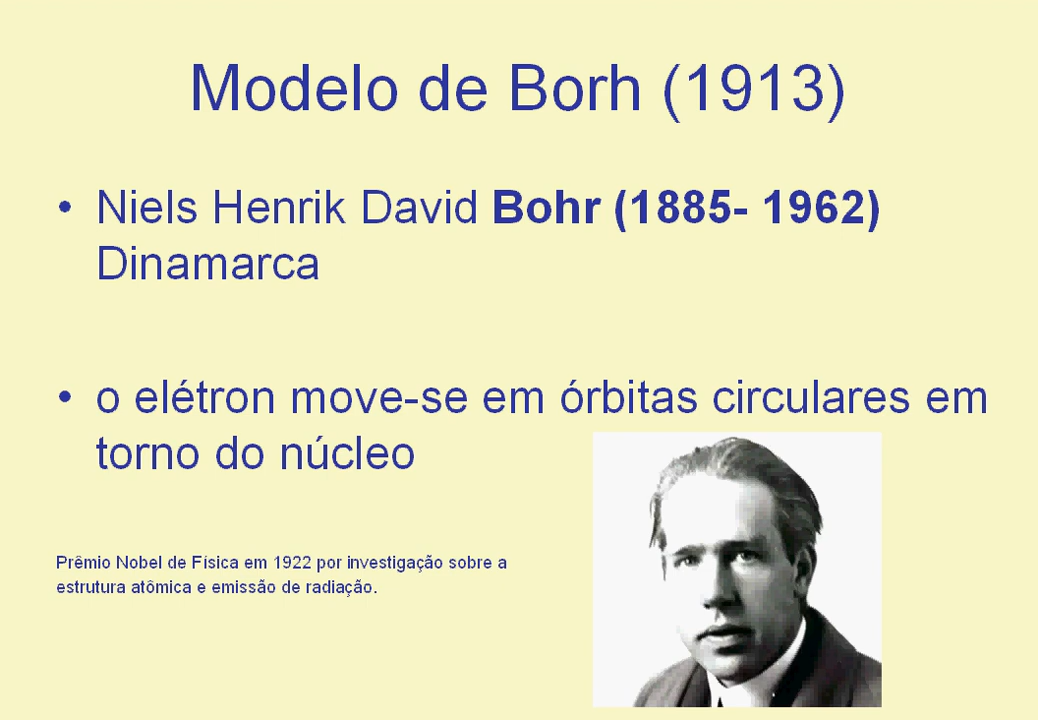 Modelo de Borh (1913)
• Niels Henrik David Bohr (1885- 1962)
Dinamarca
• o elétron move-se em órbitas circulares em
torno do núcleo
Prêmio Nobel de Física em 1922 por investigação sobre a
estrutura atômica e emissão de radiação.